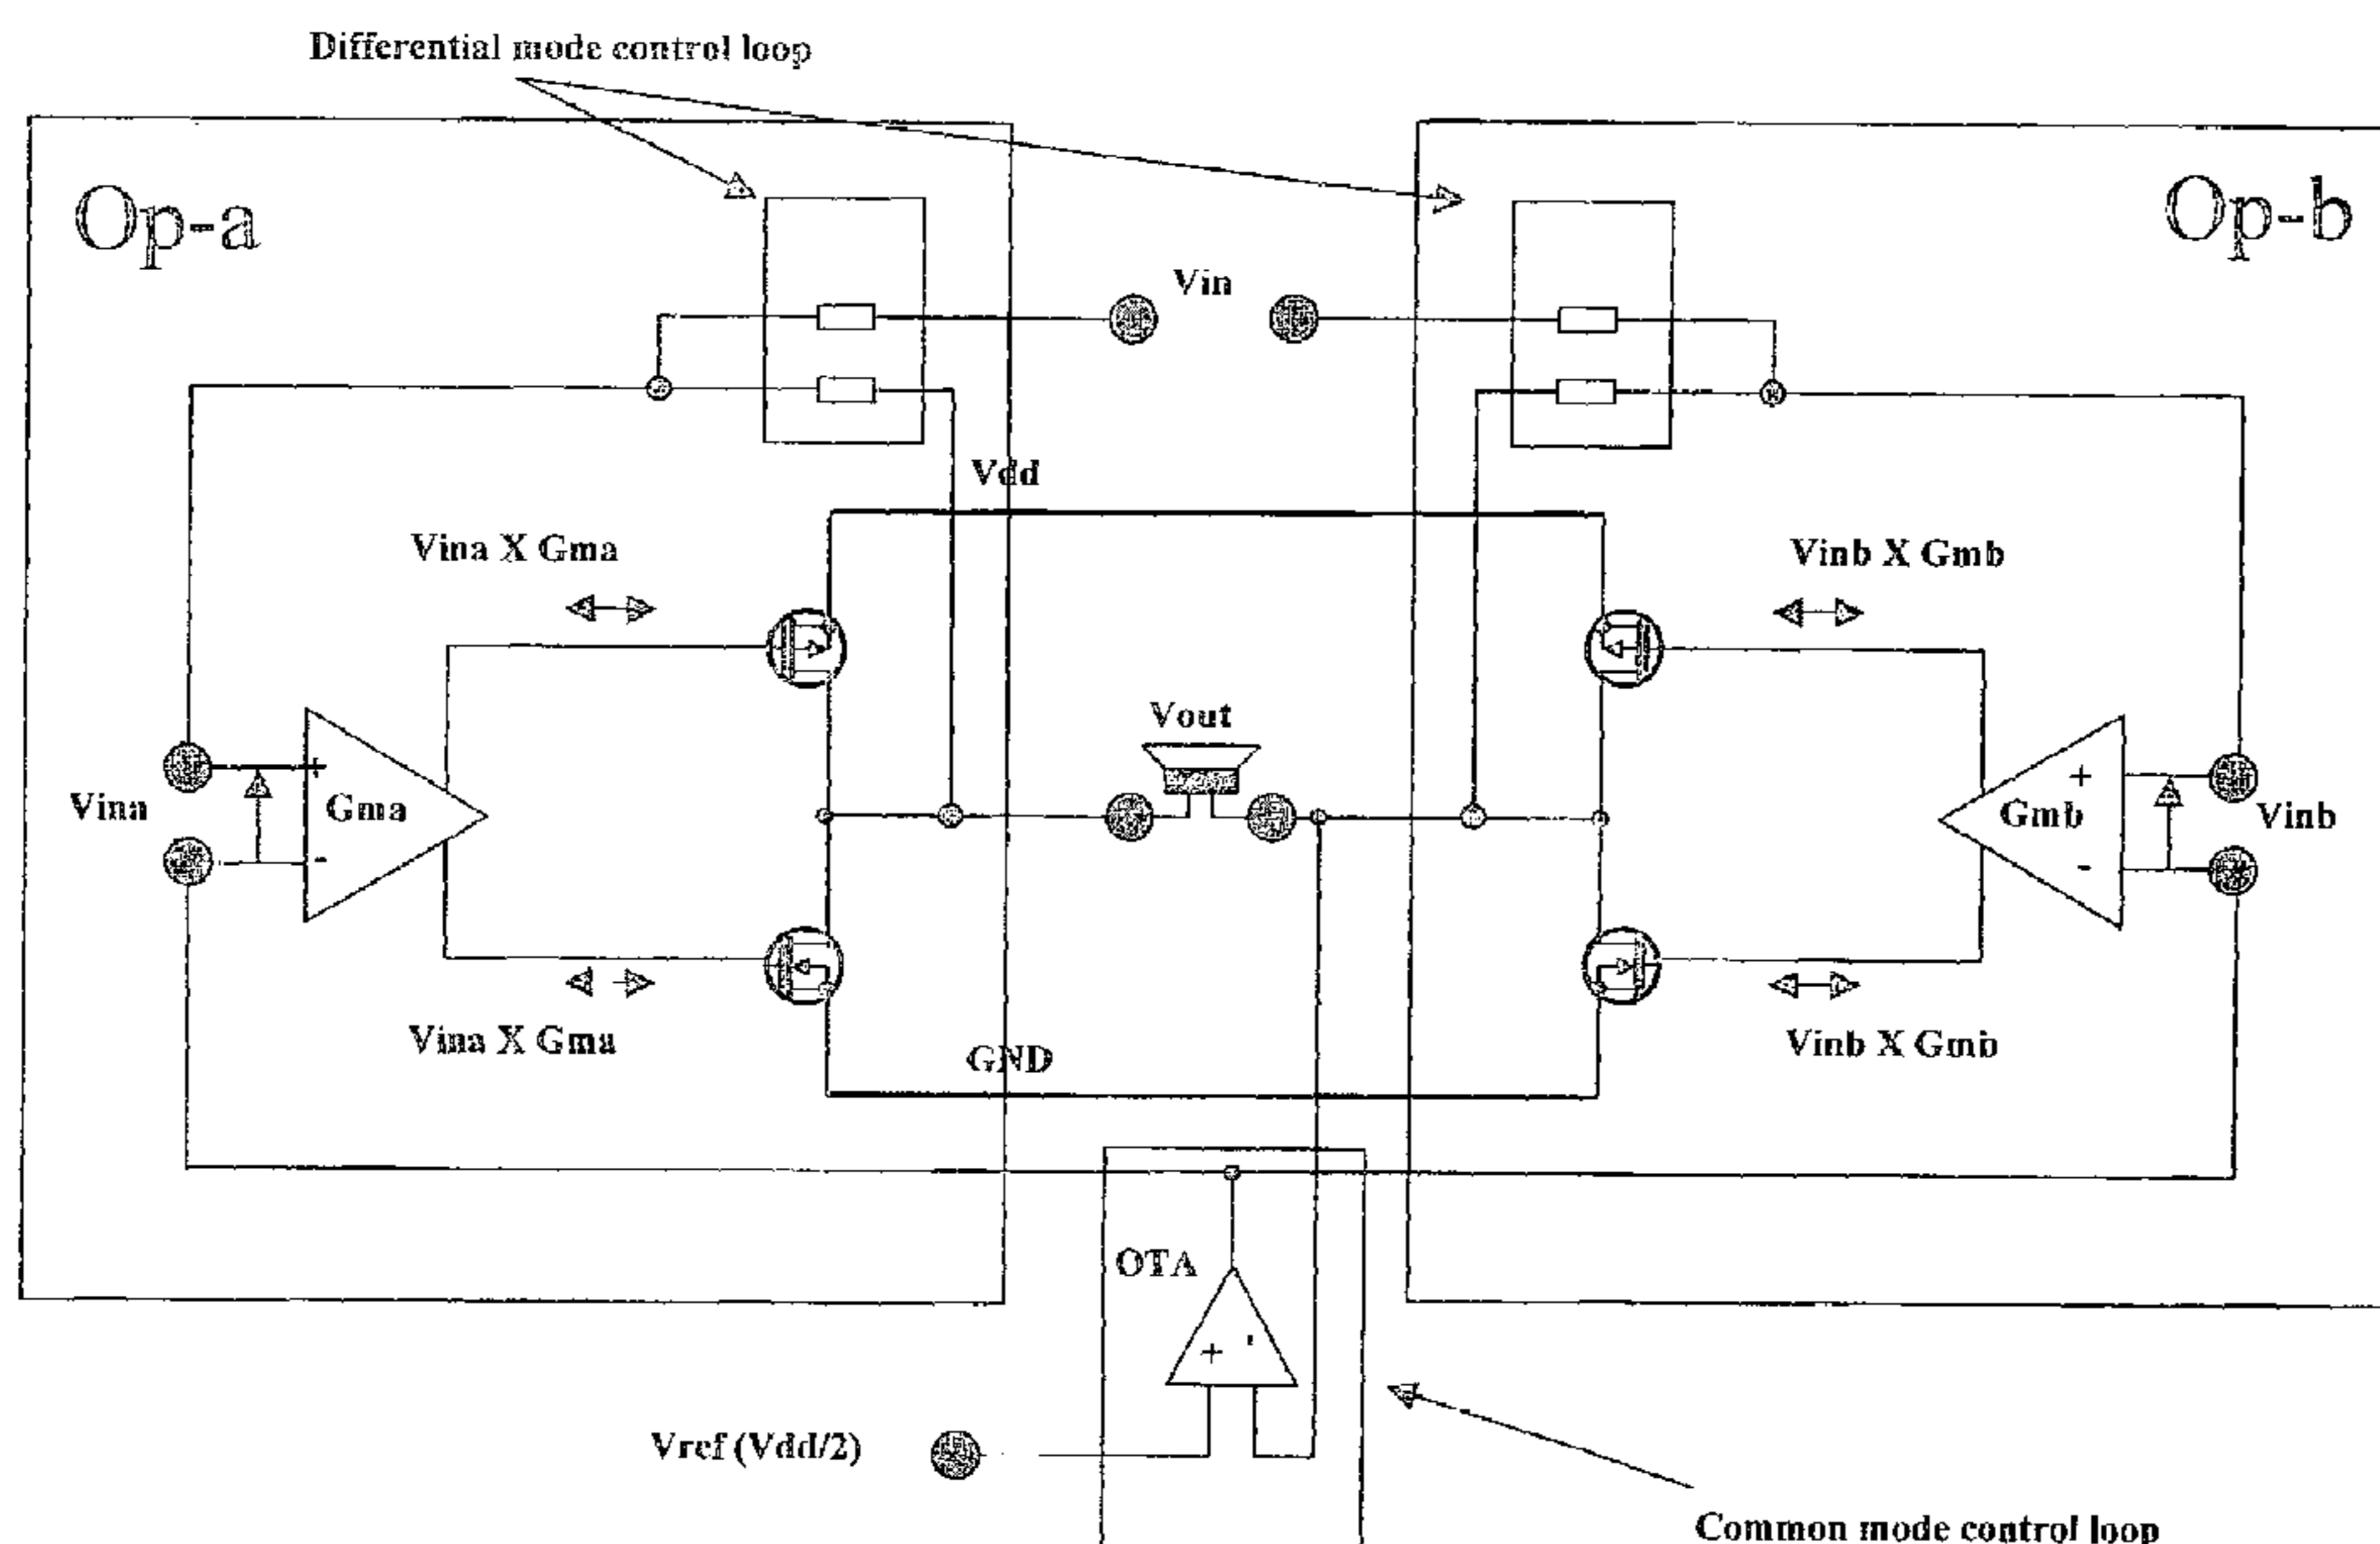 Differential mode control loop
Op-a
Op-b
Vin
Vdd
Vina X Gma
Vinb X Gmb
Vout
+
+
Vina
Gma
Gmb
Vinb
-
-
Vina X Gma
GND
Vinb X Gmb
OTA
+ -
Vref (Vdd/2)
Common mode control loop